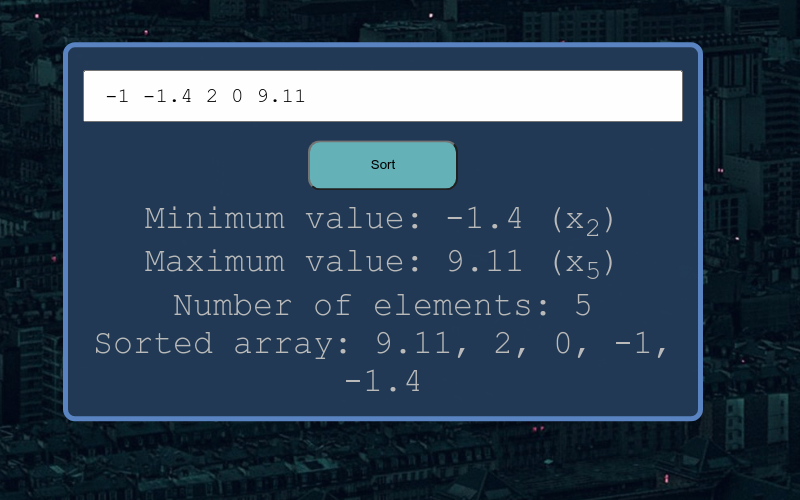 -1 -1.4 2 0 9.11
Sort
Minimum value: -1.4 (x₂)
Maximum value: 9.11 (x₅)
Number of elements: 5
Sorted array: 9.11, 2, 0, -1,
-1.4